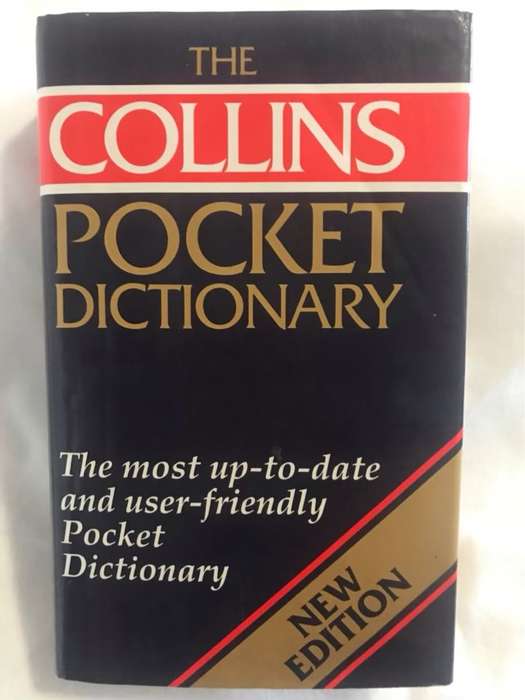 THE
COLLINS
POCKET
DICTIONARY
The most up-to-date
and user-friendly
Pocket
Dictionary
NEW
EDITION